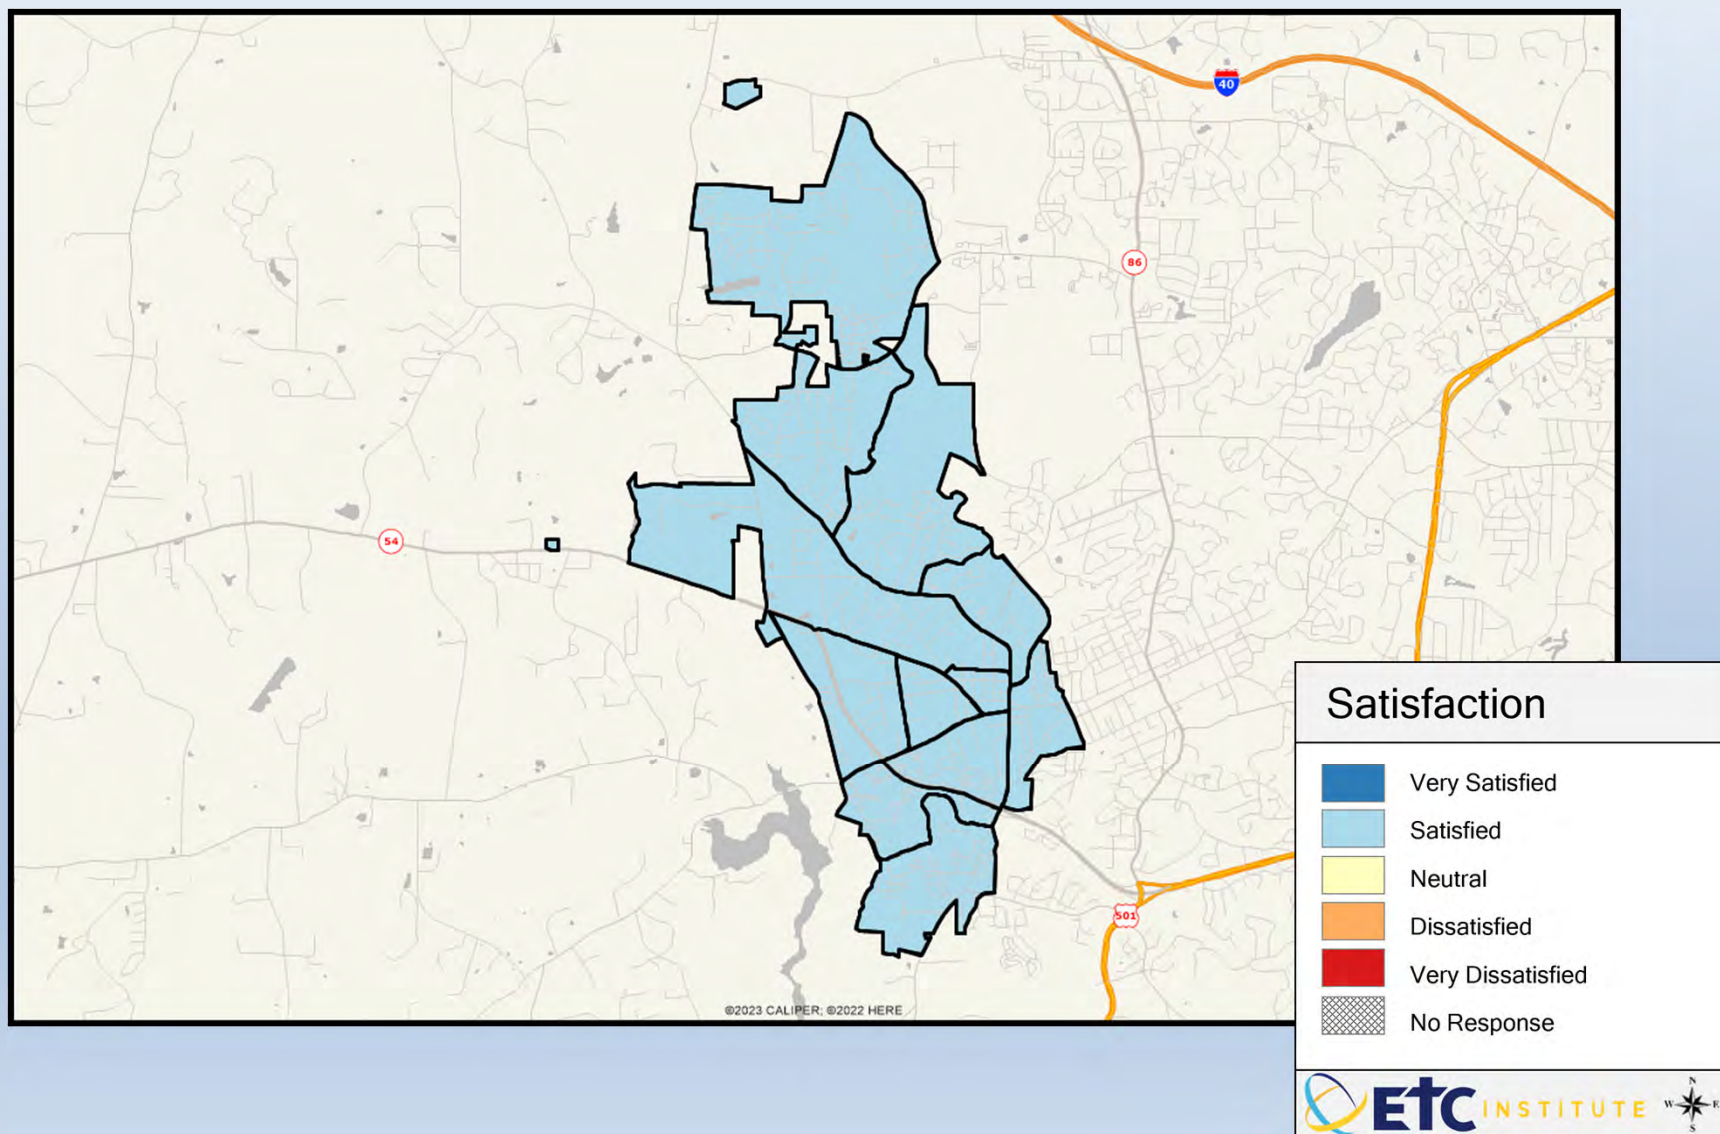 40
86
54
501
©2023 CALIPER; ©2022 HERE
Satisfaction
Very Satisfied
Satisfied
Neutral
Dissatisfied
Very Dissatisfied
No Response
ETC INSTITUTE
N
W E
S